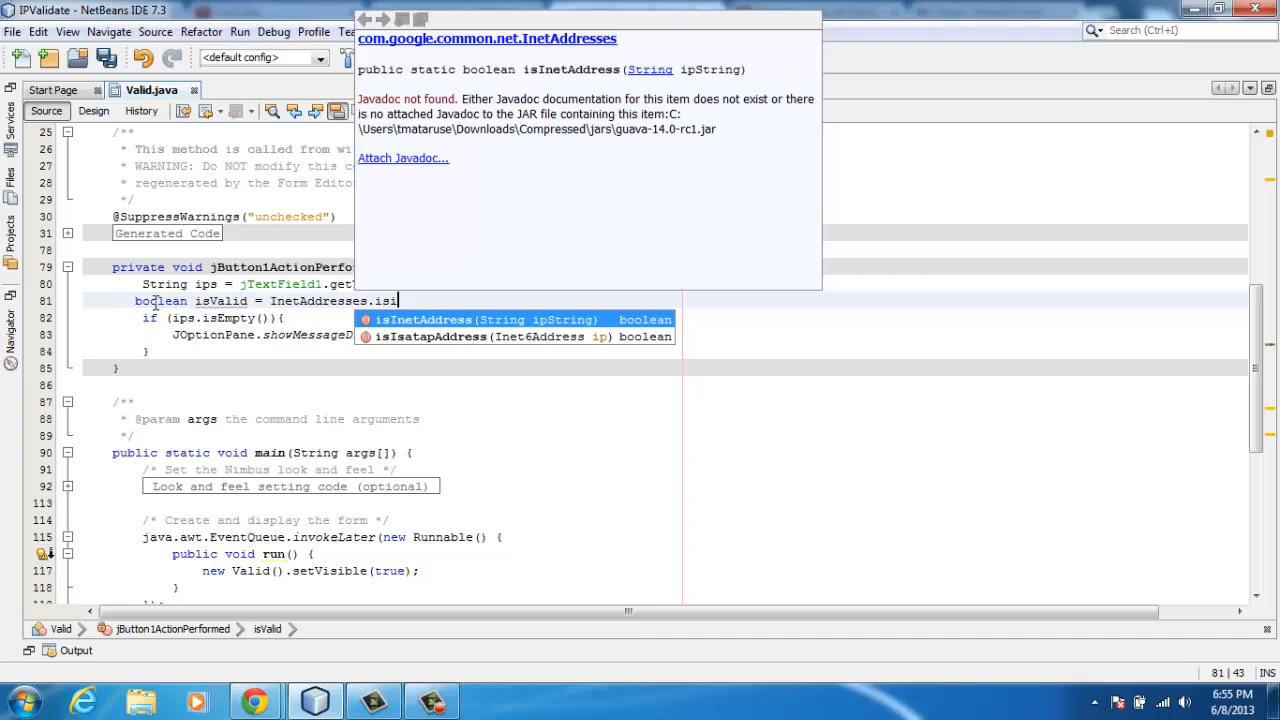 IPValidate - NetBeans IDE 7.3
File Edit View Navigate Source Refactor Run Debug Profile
<default config>
Search (Ctrl+I)
Start Page
Valid.java
Source Design History
Services
Files
Projects
Navigator
com.google.common.net.InetAddresses
public static boolean isInetAddress(String ipString)
Javadoc not found. Either Javadoc documentation for this item does not exist or there
is no attached Javadoc to the JAR file containing this item:C:
\Users\tmataruse\Downloads\Compressed\jars\guava-14.0-rc1.jar
Attach Javadoc...
25 /**
26 * This method is called from wi
27 * WARNING: Do NOT modify this c
28 * regenerated by the Form Edito
29 */
30 @SuppressWarnings("unchecked")
31 Generated Code
78
79 private void jButton1ActionPerfo
80 String ips = jTextField1.get
81 boolean isValid = InetAddresses.isi
82 if (ips.isEmpty()){
83 JOptionPane.showMessageD
84 }
85 }
isInetAddress(String ipString) boolean
isIsatapAddress(Inet6Address ip) boolean
86
87 /**
88 * @param args the command line arguments
89 */
90 public static void main(String args[]) {
91 /* Set the Nimbus look and feel */
92 Look and feel setting code (optional)
113
114 /* Create and display the form */
115 java.awt.EventQueue.invokeLater(new Runnable() {
public void run() {
117 new Valid().setVisible(true);
118 }
});
Valid jButton1ActionPerformed isValid
Output
81 | 43 INS
6:55 PM
6/8/2013